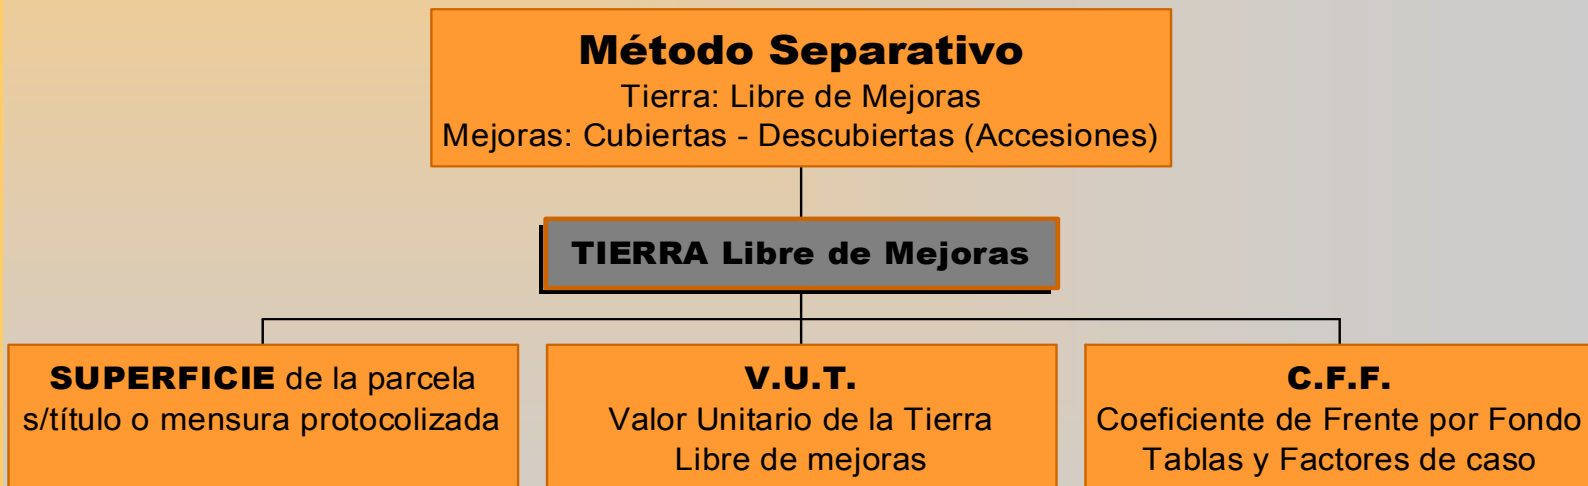 Método Separativo
Tierra: Libre de Mejoras
Mejoras: Cubiertas - Descubiertas (Accesiones)
TIERRA Libre de Mejoras
SUPERFICIE de la parcela
s/título o mensura protocolizada
V.U.T.
Valor Unitario de la Tierra
Libre de mejoras
C.F.F.
Coeficiente de Frente por Fondo
Tablas y Factores de caso